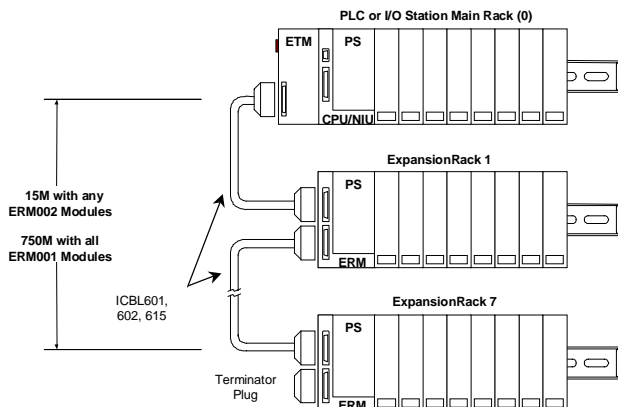 PLC or I/O Station Main Rack (0)
ETM PS
CPU/NIU
ExpansionRack 1
PS
15M with any
ERM002 Modules
750M with all
ERM001 Modules
ERM
ICBL601,
602, 615
ExpansionRack 7
PS
Terminator
Plug
ERM